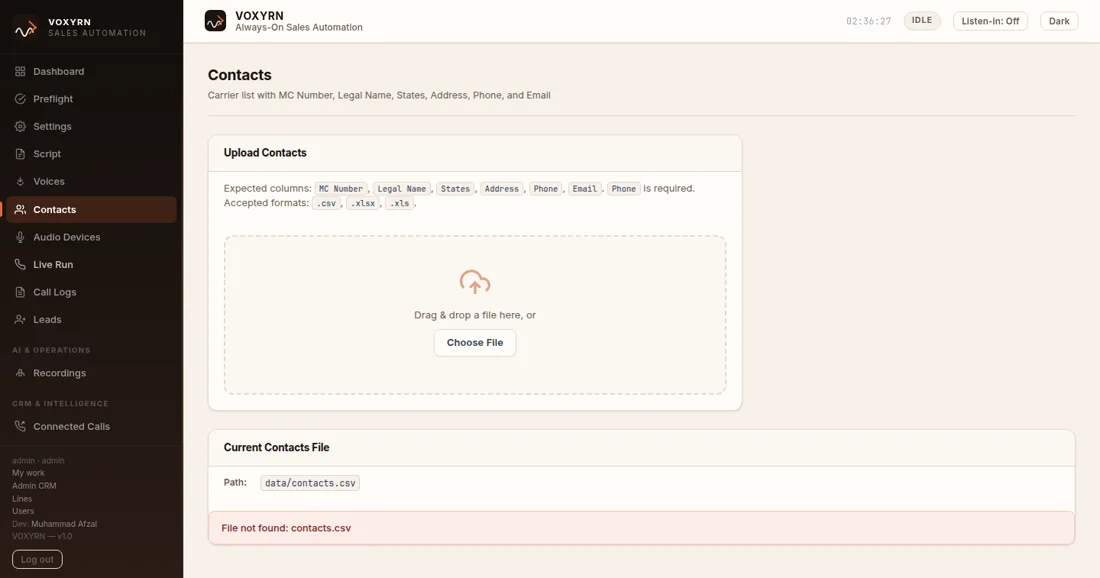 VOXYRN
SALES AUTOMATION
Dashboard
Preflight
Settings
Script
Voices
Contacts
Audio Devices
Live Run
Call Logs
Leads
AI & OPERATIONS
Recordings
CRM & INTELLIGENCE
Connected Calls
admin · admin
My work
Admin CRM
Lines
Users
Dev: Muhammad Afzal
VOXYRN — v1.0
Log out
VOXYRN
Always-On Sales Automation
02:36:27
IDLE
Listen-in: Off
Dark
Contacts
Carrier list with MC Number, Legal Name, States, Address, Phone, and Email
Upload Contacts
Expected columns: MC Number, Legal Name, States, Address, Phone, Email. Phone is required.
Accepted formats: .csv, .xlsx, .xls.
Drag & drop a file here, or
Choose File
Current Contacts File
Path: data/contacts.csv
File not found: contacts.csv